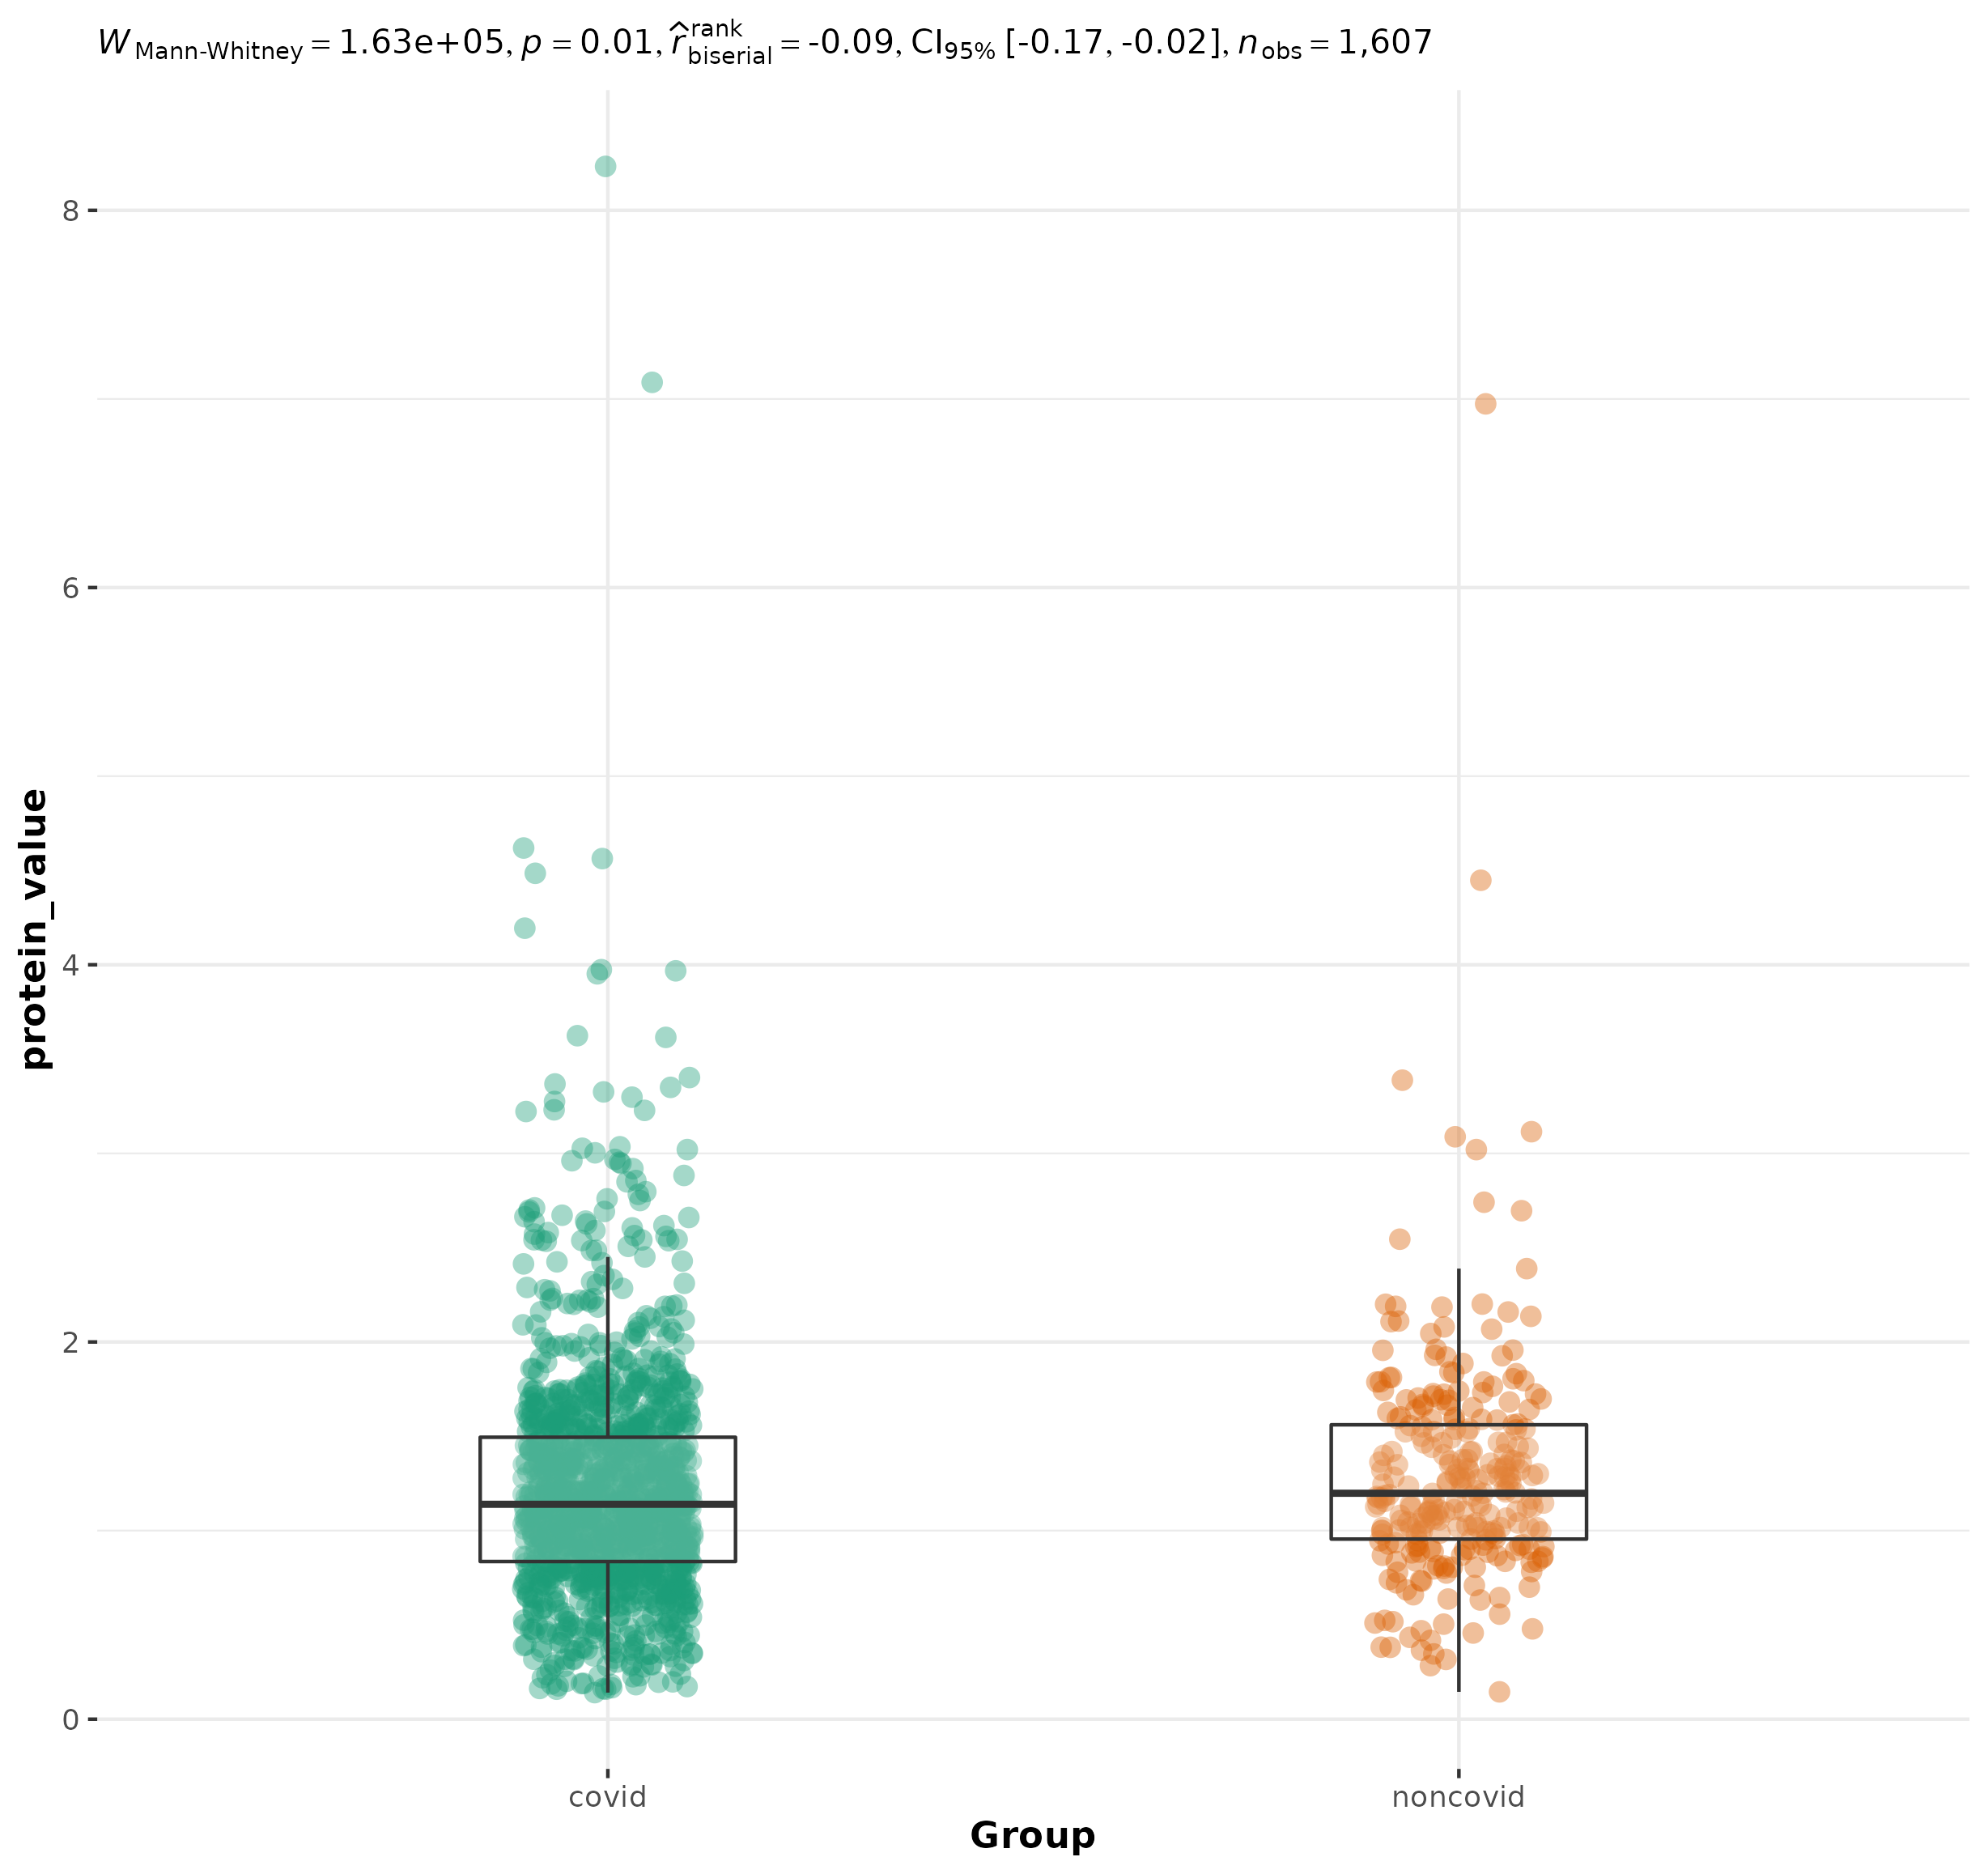 W Mann-Whitney = 1.63e+05, p = 0.01, r̂ rank biserial = -0.09, CI95% [-0.17, -0.02], nobs = 1,607
8
6
4
2
0
protein_value
covid noncovid
Group